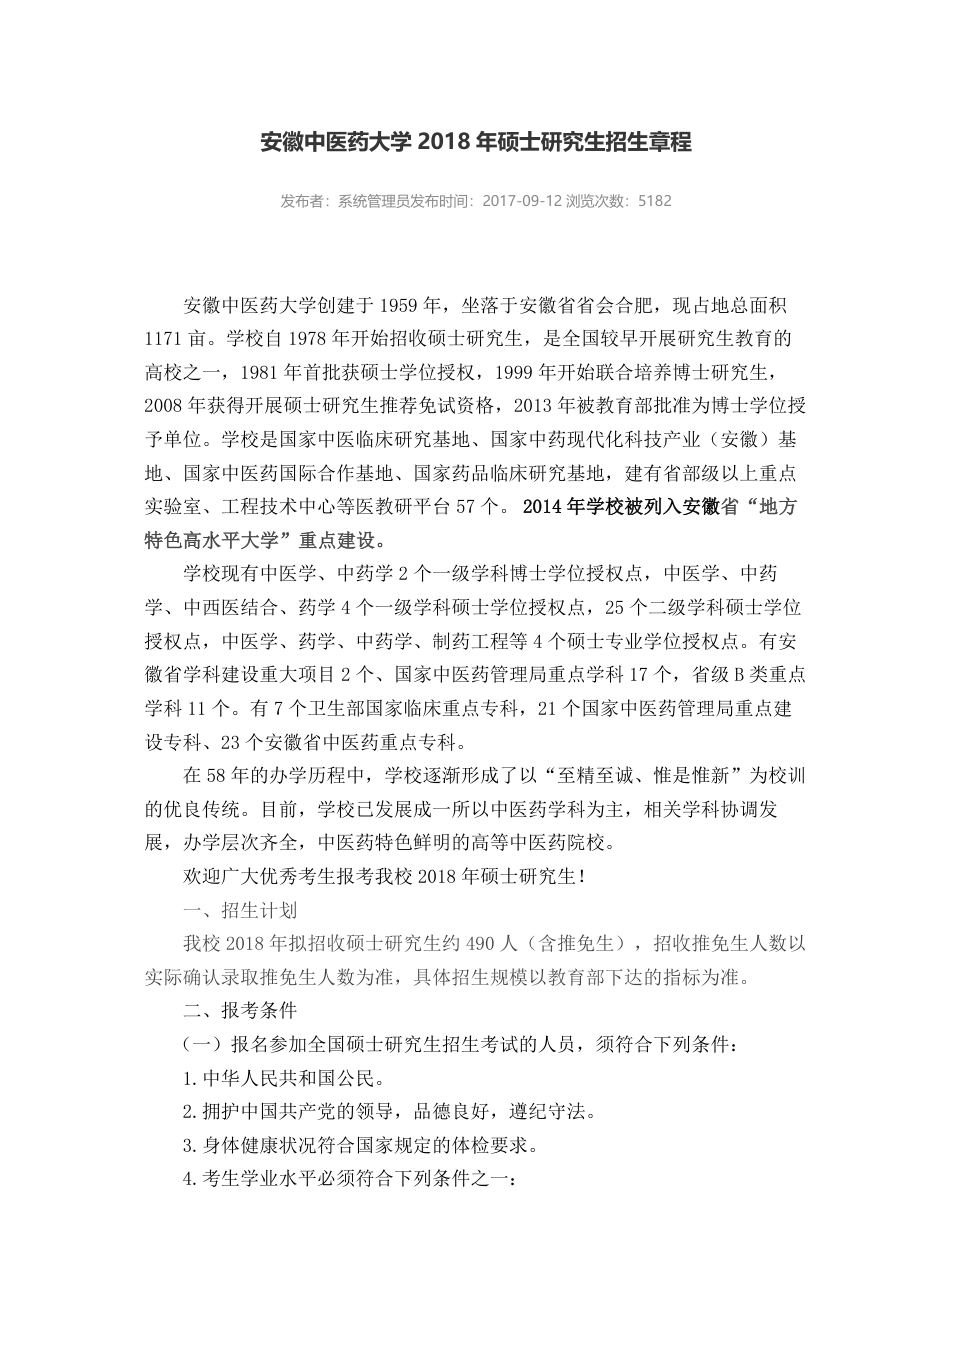 安徽中医药大学 2018 年硕士研究生招生章程
发布者：系统管理员发布时间：2017-09-12 浏览次数：5182
安徽中医药大学创建于 1959 年，坐落于安徽省省会合肥，现占地总面积
1171 亩。学校自 1978 年开始招收硕士研究生，是全国较早开展研究生教育的
高校之一，1981 年首批获硕士学位授权，1999 年开始联合培养博士研究生，
2008 年获得开展硕士研究生推荐免试资格，2013 年被教育部批准为博士学位授
予单位。学校是国家中医临床研究基地、国家中药现代化科技产业（安徽）基
地、国家中医药国际合作基地、国家药品临床研究基地，建有省部级以上重点
实验室、工程技术中心等医教研平台 57 个。 2014 年学校被列入安徽省“地方
特色高水平大学”重点建设。
学校现有中医学、中药学 2 个一级学科博士学位授权点，中医学、中药
学、中西医结合、药学 4 个一级学科硕士学位授权点，25 个二级学科硕士学位
授权点，中医学、药学、中药学、制药工程等 4 个硕士专业学位授权点。有安
徽省学科建设重大项目 2 个、国家中医药管理局重点学科 17 个，省级 B 类重点
学科 11 个。有 7 个卫生部国家临床重点专科，21 个国家中医药管理局重点建
设专科、23 个安徽省中医药重点专科。
在 58 年的办学历程中，学校逐渐形成了以“至精至诚、惟是惟新”为校训
的优良传统。目前，学校已发展成一所以中医药学科为主，相关学科协调发
展，办学层次齐全，中医药特色鲜明的高等中医药院校。
欢迎广大优秀考生报考我校 2018 年硕士研究生！
一、招生计划
我校 2018 年拟招收硕士研究生约 490 人（含推免生），招收推免生人数以
实际确认录取推免生人数为准，具体招生规模以教育部下达的指标为准。
二、报考条件
（一）报名参加全国硕士研究生招生考试的人员，须符合下列条件：
1.中华人民共和国公民。
2.拥护中国共产党的领导，品德良好，遵纪守法。
3.身体健康状况符合国家规定的体检要求。
4.考生学业水平必须符合下列条件之一：